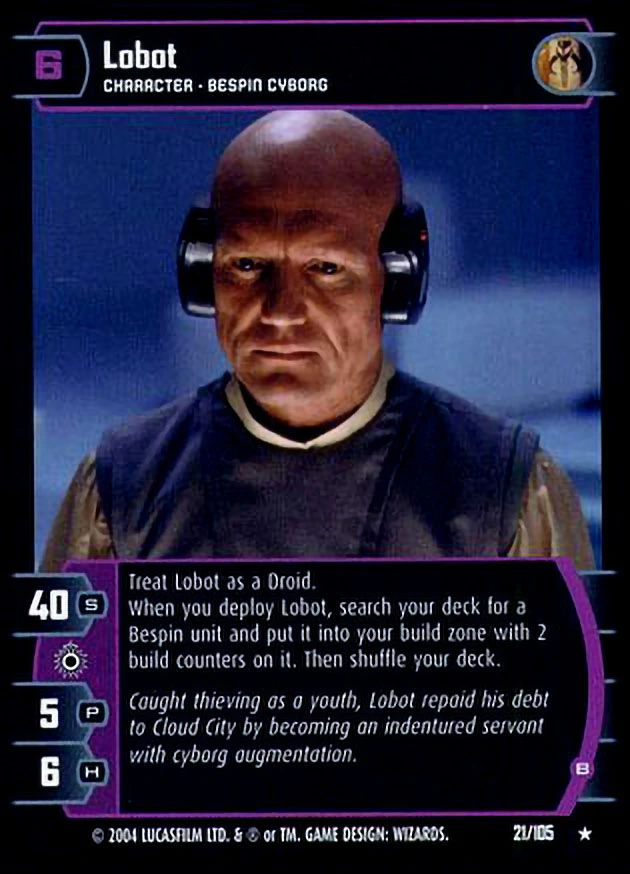 6
Lobot
CHARACTER · BESPIN CYBORG
Treat Lobot as a Droid.
When you deploy Lobot, search your deck for a
Bespin unit and put it into your build zone with 2
build counters on it. Then shuffle your deck.
Caught thieving as a youth, Lobot repaid his debt
to Cloud City by becoming an indentured servant
with cyborg augmentation.
40 S
5 P
6 H
B
© 2004 LUCASFILM LTD. & ® or TM. GAME DESIGN: WIZARDS.
21/105